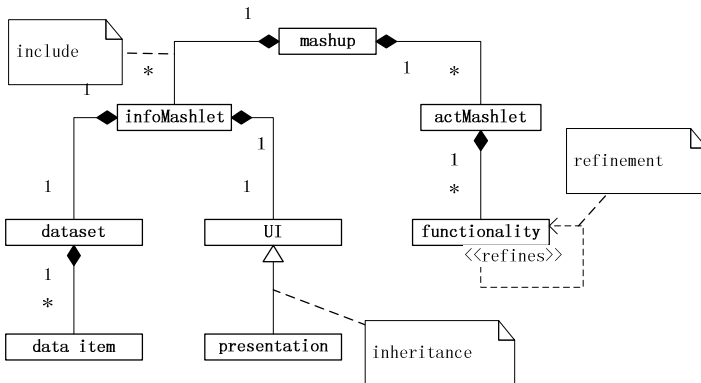 1
mashup
include
*
1
*
1
infoMashlet
actMashlet
1
1
refinement
1
1
*
dataset
UI
functionality
<<refines>>
1
*
data item
presentation
inheritance